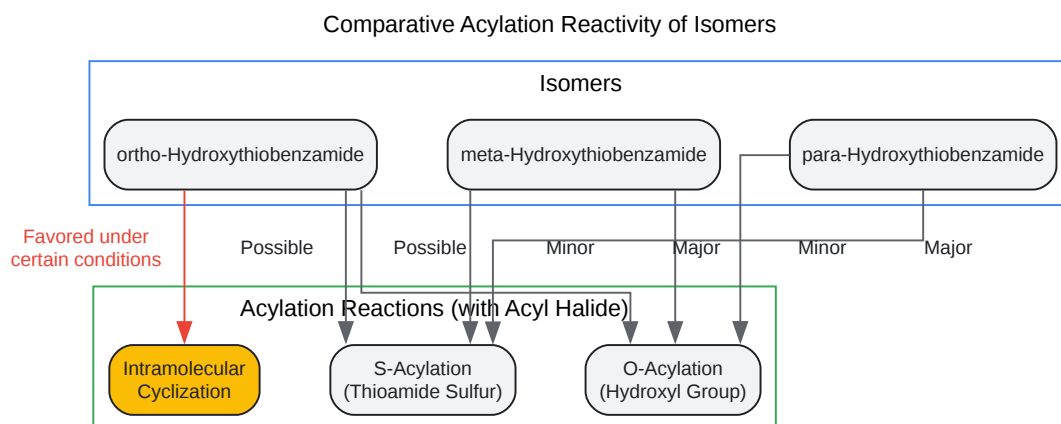 Comparative Acylation Reactivity of Isomers
Isomers
ortho-Hydroxythiobenzamide
meta-Hydroxythiobenzamide
para-Hydroxythiobenzamide
Favored under
certain conditions
Possible
Possible
Minor
Major
Minor
Major
Acylation Reactions (with Acyl Halide)
Intramolecular
Cyclization
S-Acylation
(Thioamide Sulfur)
O-Acylation
(Hydroxyl Group)